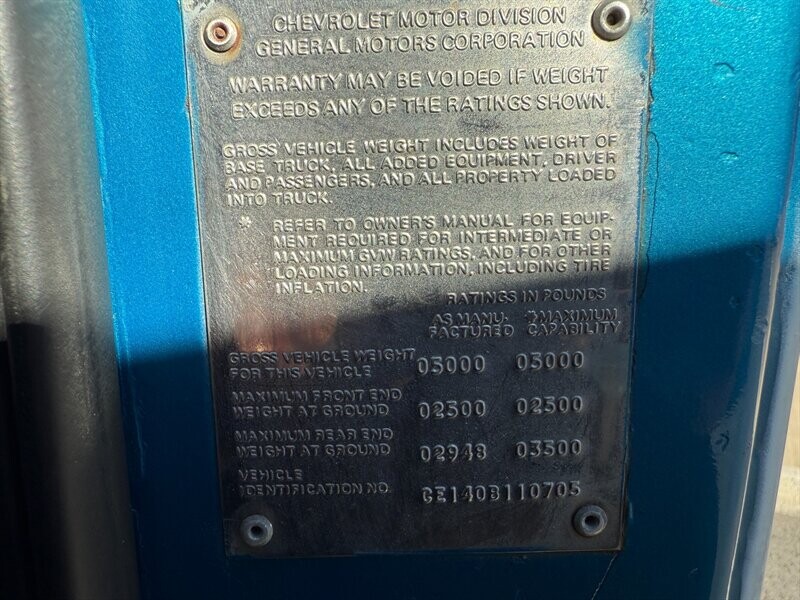 CHEVROLET MOTOR DIVISION
GENERAL MOTORS CORPORATION
WARRANTY MAY BE VOIDED IF WEIGHT
EXCEEDS ANY OF THE RATINGS SHOWN.
GROSS VEHICLE WEIGHT INCLUDES WEIGHT OF
BASE TRUCK, ALL ADDED EQUIPMENT, DRIVER
AND PASSENGERS, AND ALL PROPERTY LOADED
INTO TRUCK.
* REFER TO OWNER'S MANUAL FOR EQUIP-
MENT REQUIRED FOR INTERMEDIATE OR
MAXIMUM GVW RATINGS, AND FOR OTHER
LOADING INFORMATION, INCLUDING TIRE
INFLATION.
RATINGS IN POUNDS
AS MANU- *MAXIMUM
FACTURED CAPABILITY
GROSS VEHICLE WEIGHT
FOR THIS VEHICLE 05000 05000
MAXIMUM FRONT END
WEIGHT AT GROUND 02500 02500
MAXIMUM REAR END
WEIGHT AT GROUND 02948 03500
VEHICLE
IDENTIFICATION NO. CE140B110705